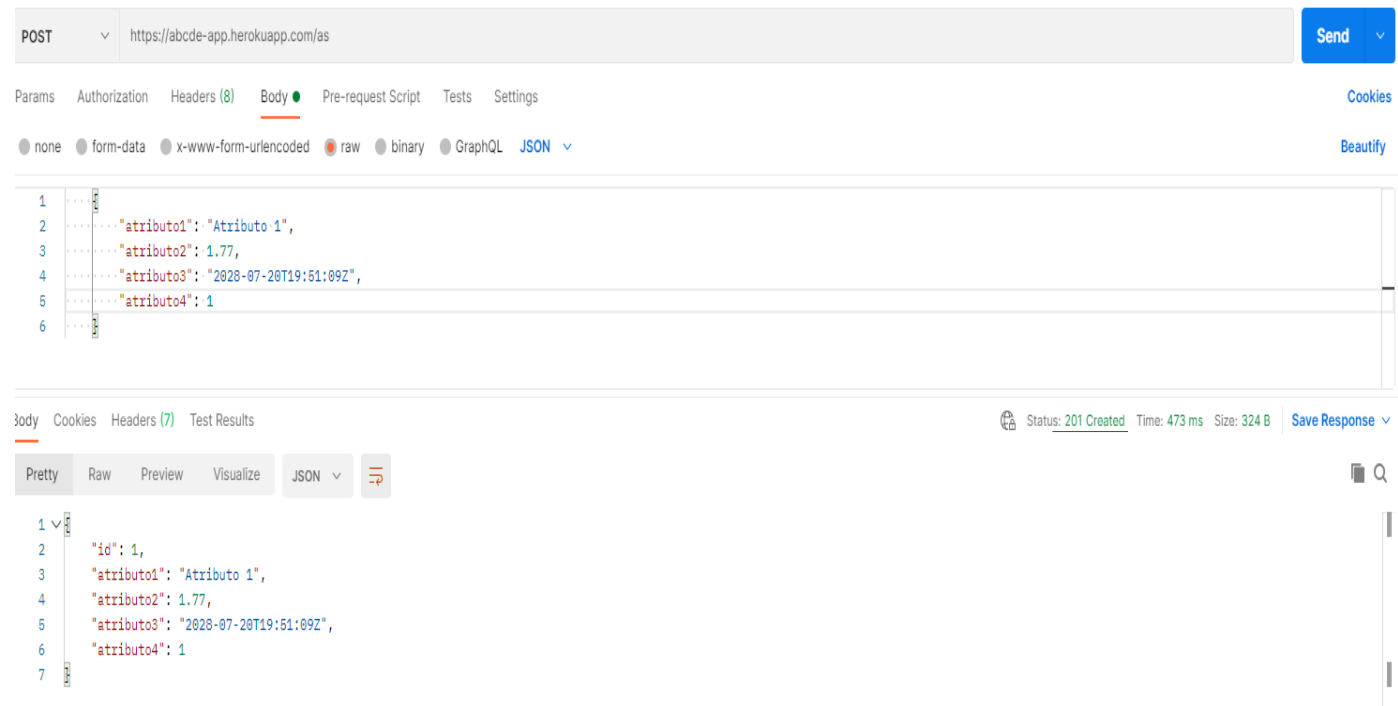 POST https://abcde-app.herokuapp.com/as Send
Params Authorization Headers (8) Body Pre-request Script Tests Settings Cookies
none form-data x-www-form-urlencoded raw binary GraphQL JSON Beautify
1 {
2 "atributo1": "Atributo 1",
3 "atributo2": 1.77,
4 "atributo3": "2028-07-20T19:51:09Z",
5 "atributo4": 1
6 }
Body Cookies Headers (7) Test Results Status: 201 Created Time: 473 ms Size: 324 B Save Response
Pretty Raw Preview Visualize JSON
1 {
2 "id": 1,
3 "atributo1": "Atributo 1",
4 "atributo2": 1.77,
5 "atributo3": "2028-07-20T19:51:09Z",
6 "atributo4": 1
7 }